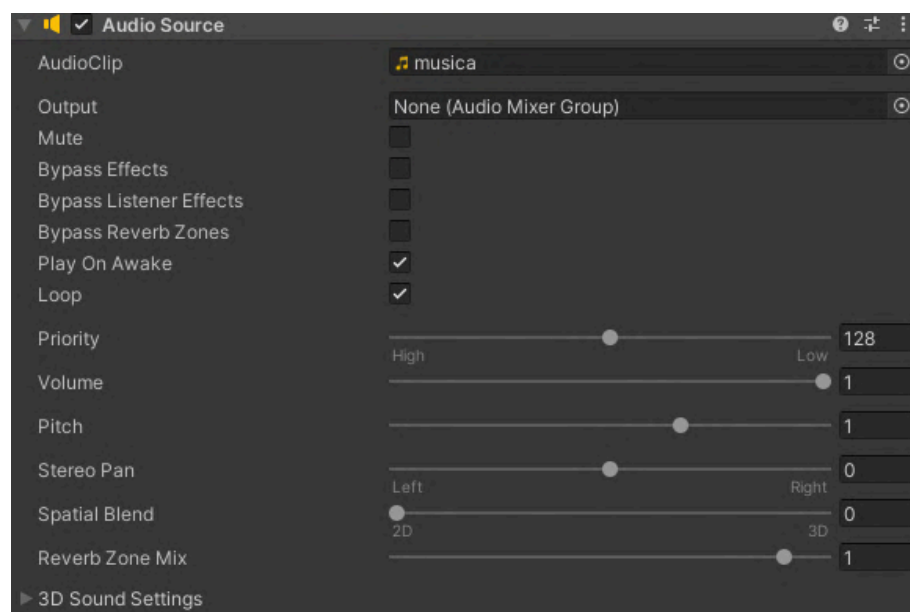 Audio Source
AudioClip musica
Output None (Audio Mixer Group)
Mute
Bypass Effects
Bypass Listener Effects
Bypass Reverb Zones
Play On Awake
Loop
Priority 128
High Low
Volume 1
Pitch 1
Stereo Pan 0
Left Right
Spatial Blend 0
2D 3D
Reverb Zone Mix 1
3D Sound Settings